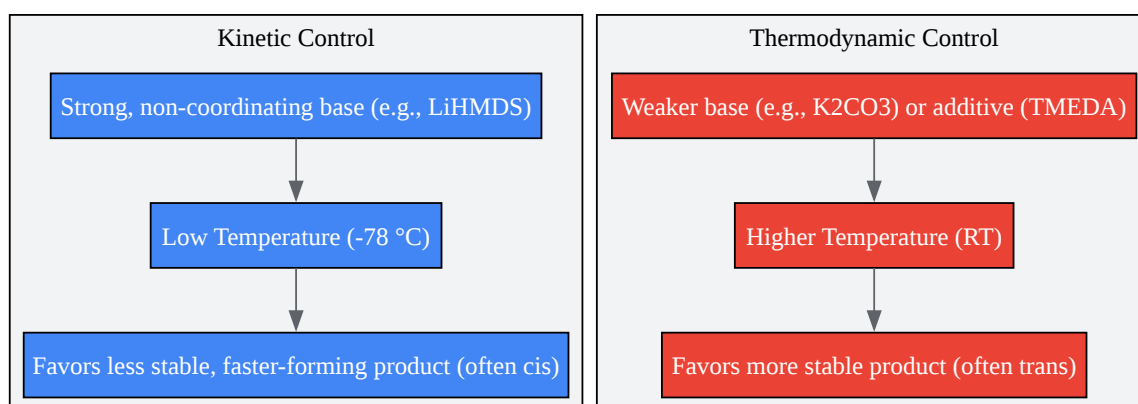 Kinetic Control
Strong, non-coordinating base (e.g., LiHMDS)
Low Temperature (-78 °C)
Favors less stable, faster-forming product (often cis)
Thermodynamic Control
Weaker base (e.g., K2CO3) or additive (TMEDA)
Higher Temperature (RT)
Favors more stable product (often trans)